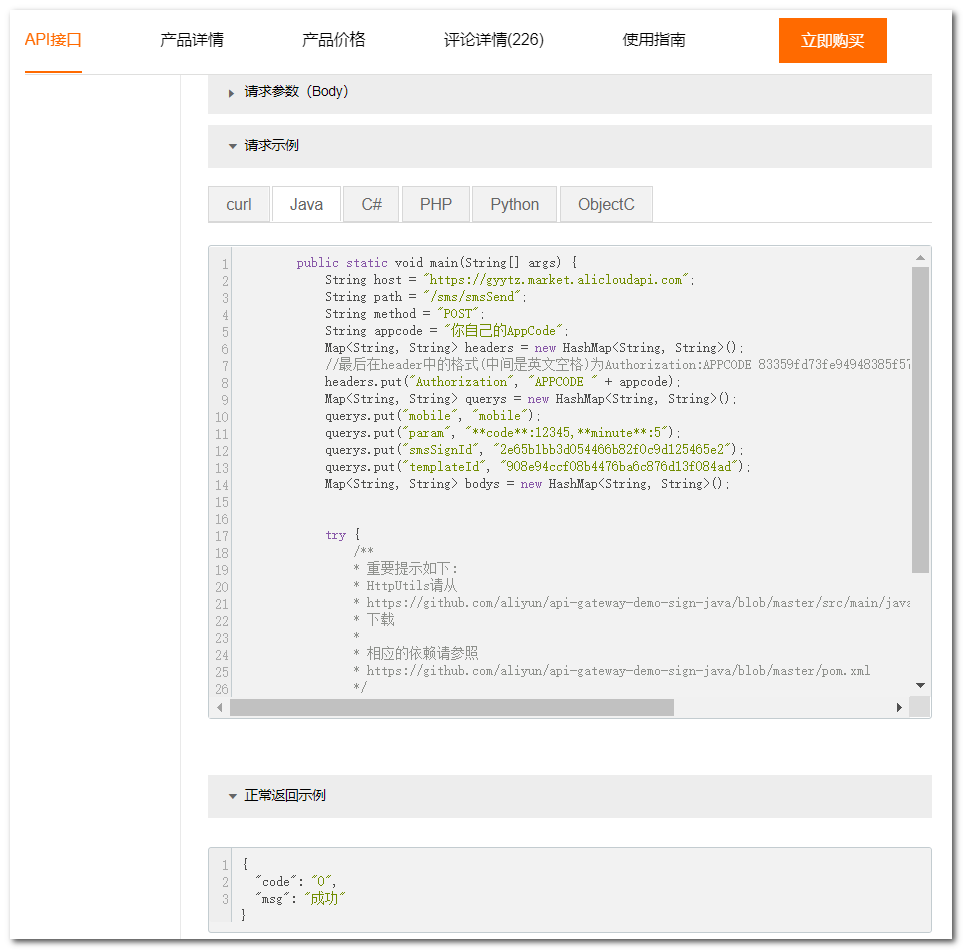 API接口 产品详情 产品价格 评论详情(226) 使用指南 立即购买
请求参数（Body）
请求示例
curl Java C# PHP Python ObjectC
1 public static void main(String[] args) {
2 String host = "https://gyytz.market.alicloudapi.com";
3 String path = "/sms/smsSend";
4 String method = "POST";
5 String appcode = "你自己的AppCode";
6 Map<String, String> headers = new HashMap<String, String>();
7 //最后在header中的格式(中间是英文空格)为Authorization:APPCODE 83359fd73fe94948385f57
8 headers.put("Authorization", "APPCODE " + appcode);
9 Map<String, String> querys = new HashMap<String, String>();
10 querys.put("mobile", "mobile");
11 querys.put("param", "**code**:12345,**minute**:5");
12 querys.put("smsSignId", "2e65b1bb3d054466b82f0c9d125465e2");
13 querys.put("templateId", "908e94ccf08b4476ba6c876d13f084ad");
14 Map<String, String> bodys = new HashMap<String, String>();
15
16
17 try {
18 /**
19 * 重要提示如下:
20 * HttpUtils请从
21 * https://github.com/aliyun/api-gateway-demo-sign-java/blob/master/src/main/java
22 * 下载
23 *
24 * 相应的依赖请参照
25 * https://github.com/aliyun/api-gateway-demo-sign-java/blob/master/pom.xml
26 */
正常返回示例
1 {
2 "code": "0",
3 "msg": "成功"
}